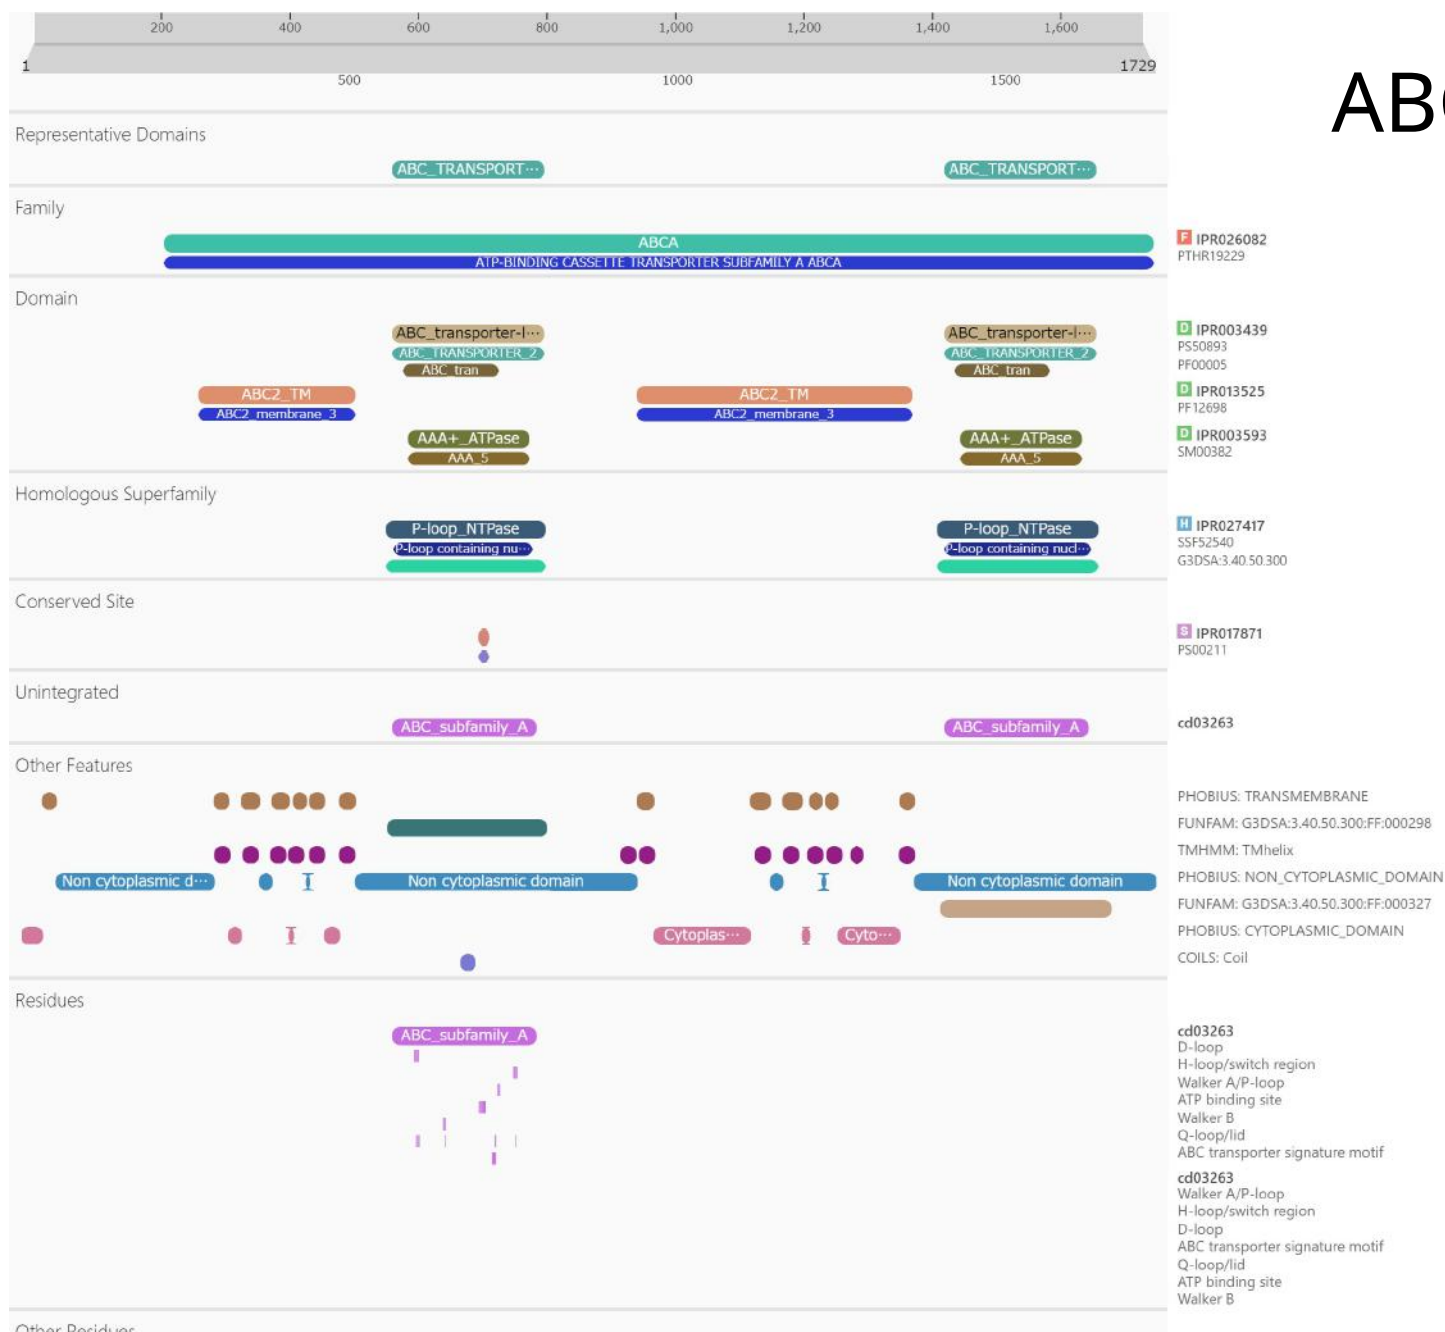 200 400 600 800 1,000 1,200 1,400 1,600
1 1729
500 1000 1500
ABC
Representative Domains
ABC_TRANSPORT··· ABC_TRANSPORT···
Family
ABCA
F IPR026082
ATP-BINDING CASSETTE TRANSPORTER SUBFAMILY A ABCA
PTHR19229
Domain
ABC_transporter-l··· ABC_transporter-l···
D IPR003439
ABC_TRANSPORTER_2 ABC_TRANSPORTER_2
PS50893
ABC_tran ABC_tran
PF00005
ABC2_TM ABC2_TM
D IPR013525
ABC2_membrane_3 ABC2_membrane_3
PF12698
AAA+_ATPase AAA+_ATPase
D IPR003593
AAA_5 AAA_5
SM00382
Homologous Superfamily
P-loop_NTPase P-loop_NTPase
H IPR027417
P-loop containing nu··· P-loop containing nucl···
SSF52540
G3DSA:3.40.50.300
Conserved Site
S IPR017871
PS00211
Unintegrated
ABC_subfamily_A ABC_subfamily_A
cd03263
Other Features
PHOBIUS: TRANSMEMBRANE
FUNFAM: G3DSA:3.40.50.300:FF:000298
TMHMM: TMhelix
Non cytoplasmic d··· Non cytoplasmic domain Non cytoplasmic domain
PHOBIUS: NON_CYTOPLASMIC_DOMAIN
FUNFAM: G3DSA:3.40.50.300:FF:000327
Cytoplas··· Cyto···
PHOBIUS: CYTOPLASMIC_DOMAIN
COILS: Coil
Residues
ABC_subfamily_A
cd03263
D-loop
H-loop/switch region
Walker A/P-loop
ATP binding site
Walker B
Q-loop/lid
ABC transporter signature motif
cd03263
Walker A/P-loop
H-loop/switch region
D-loop
ABC transporter signature motif
Q-loop/lid
ATP binding site
Walker B
Other Residues